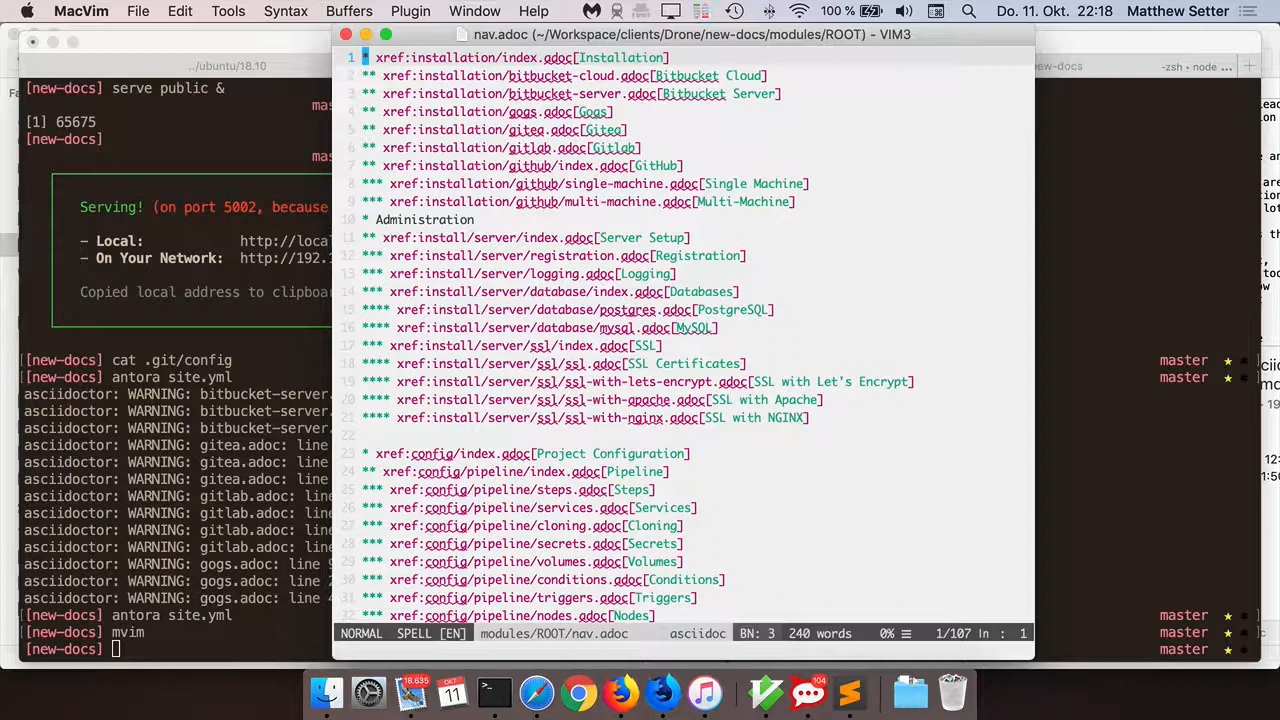 MacVim File Edit Tools Syntax Buffers Plugin Window Help 100 % Do. 11. Okt. 22:18 Matthew Setter
nav.adoc (~/Workspace/clients/Drone/new-docs/modules/ROOT) - VIM3
../ubuntu/18.10
new-docs
-zsh • node ...
[new-docs] serve public &
[1] 65675
[new-docs]
Serving! (on port 5002, because
- Local: http://loca
- On Your Network: http://192.1
Copied local address to clipboar
[new-docs] cat .git/config
[new-docs] antora site.yml
asciidoctor: WARNING: bitbucket-server.
asciidoctor: WARNING: bitbucket-server.
asciidoctor: WARNING: bitbucket-server.
asciidoctor: WARNING: gitea.adoc: line
asciidoctor: WARNING: gitea.adoc: line
asciidoctor: WARNING: gitea.adoc: line
asciidoctor: WARNING: gitlab.adoc: line
asciidoctor: WARNING: gitlab.adoc: line
asciidoctor: WARNING: gitlab.adoc: line
asciidoctor: WARNING: gitlab.adoc: line
asciidoctor: WARNING: gogs.adoc: line 9
asciidoctor: WARNING: gogs.adoc: line 2
asciidoctor: WARNING: gogs.adoc: line 4
[new-docs] antora site.yml
[new-docs] mvim
[new-docs]
1 * xref:installation/index.adoc[Installation]
2 ** xref:installation/bitbucket-cloud.adoc[Bitbucket Cloud]
3 ** xref:installation/bitbucket-server.adoc[Bitbucket Server]
4 ** xref:installation/gogs.adoc[Gogs]
5 ** xref:installation/gitea.adoc[Gitea]
6 ** xref:installation/gitlab.adoc[Gitlab]
7 ** xref:installation/github/index.adoc[GitHub]
8 *** xref:installation/github/single-machine.adoc[Single Machine]
9 *** xref:installation/github/multi-machine.adoc[Multi-Machine]
10 * Administration
11 ** xref:install/server/index.adoc[Server Setup]
12 ** xref:install/server/registration.adoc[Registration]
13 ** xref:install/server/logging.adoc[Logging]
14 *** xref:install/server/database/index.adoc[Databases]
15 **** xref:install/server/database/postgres.adoc[PostgreSQL]
16 **** xref:install/server/database/mysql.adoc[MySQL]
17 *** xref:install/server/ssl/index.adoc[SSL]
18 **** xref:install/server/ssl/ssl.adoc[SSL Certificates]
19 **** xref:install/server/ssl/ssl-with-lets-encrypt.adoc[SSL with Let's Encrypt]
20 **** xref:install/server/ssl/ssl-with-apache.adoc[SSL with Apache]
21 **** xref:install/server/ssl/ssl-with-nginx.adoc[SSL with NGINX]
22
23 * xref:config/index.adoc[Project Configuration]
24 ** xref:config/pipeline/index.adoc[Pipeline]
25 *** xref:config/pipeline/steps.adoc[Steps]
26 *** xref:config/pipeline/services.adoc[Services]
27 *** xref:config/pipeline/cloning.adoc[Cloning]
28 *** xref:config/pipeline/secrets.adoc[Secrets]
29 *** xref:config/pipeline/volumes.adoc[Volumes]
30 *** xref:config/pipeline/conditions.adoc[Conditions]
31 *** xref:config/pipeline/triggers.adoc[Triggers]
32 *** xref:config/pipeline/nodes.adoc[Nodes]
NORMAL SPELL [EN] modules/ROOT/nav.adoc asciidoc BN: 3 240 words 0% ☰ 1/107 ln : 1
master
master
master
master
master
18.635
OKT
11
104